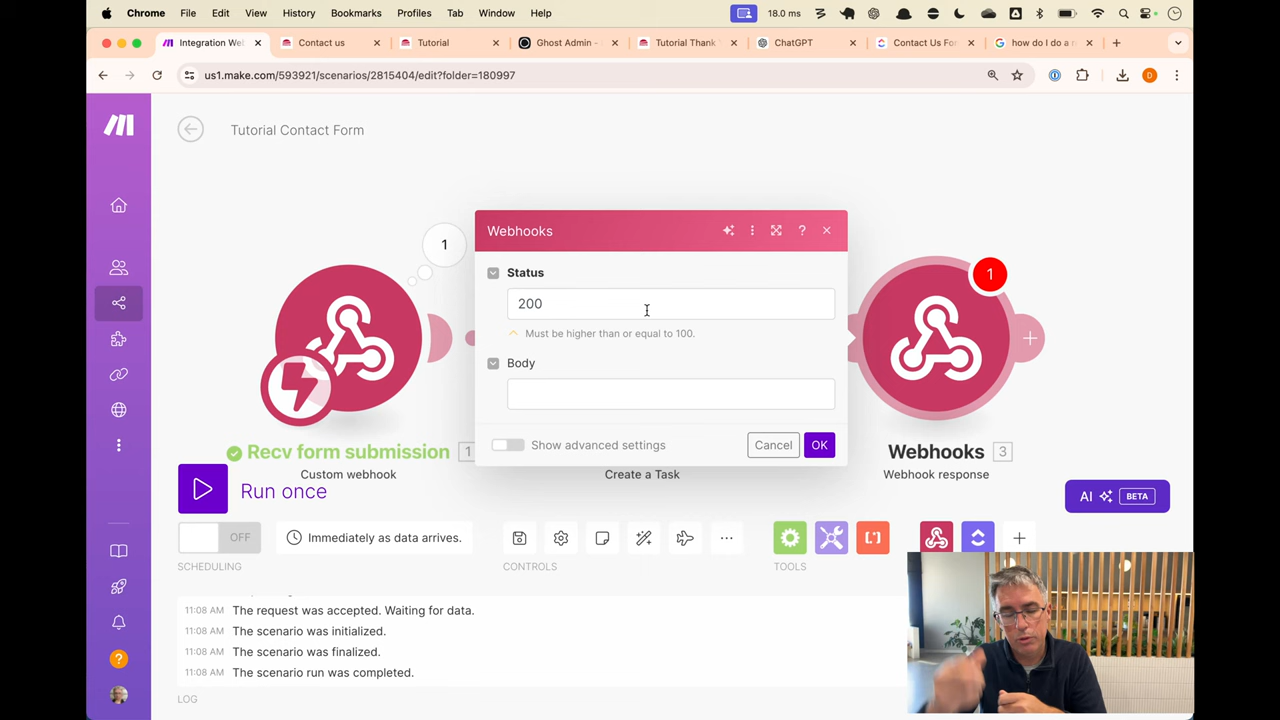 Chrome File Edit View History Bookmarks Profiles Tab Window Help 18.0 ms
Integration We Contact us Tutorial Ghost Admin - Tutorial Thank ChatGPT Contact Us For how do I do a
us1.make.com/593921/scenarios/2815404/edit?folder=180997 D
Tutorial Contact Form
Webhooks
1
1
Status
200
Must be higher than or equal to 100.
Body
Show advanced settings Cancel OK
Recv form submission 1
Custom webhook
Create a Task
Webhooks 3
Webhook response
Run once
AI BETA
OFF
Immediately as data arrives.
SCHEDULING CONTROLS TOOLS
11:08 AM The request was accepted. Waiting for data.
11:08 AM The scenario was initialized.
11:08 AM The scenario was finalized.
11:08 AM The scenario run was completed.
LOG